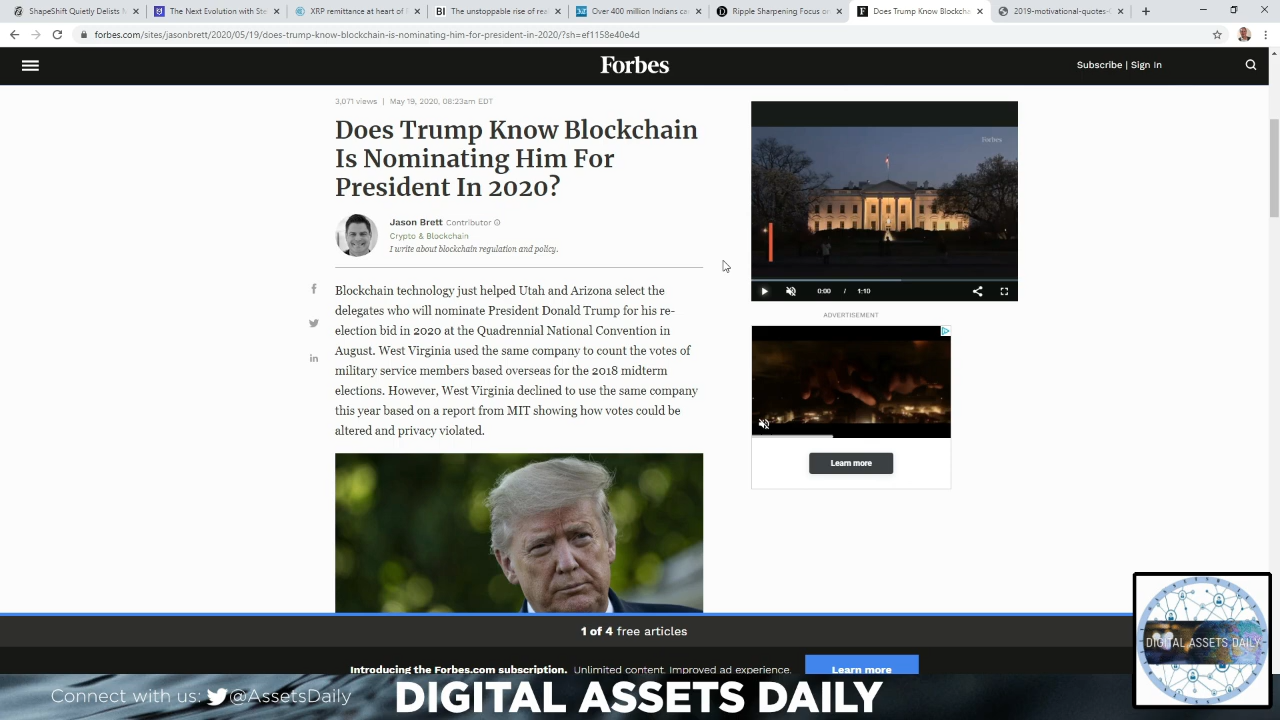 ShapeShift Quietly Delists M
The Next Evolution with Ste
XRP remittance at heart of J
BI The unstoppable rise of rea
Over 400 million Indians ca
Ripple Sharpening Focus on
Does Trump Know Blockcha
2019-motivational-quotes-
forbes.com/sites/jasonbrett/2020/05/19/does-trump-know-blockchain-is-nominating-him-for-president-in-2020/?sh=ef1158e40e4d
Forbes
Subscribe | Sign In
3,071 views | May 19, 2020, 08:23am EDT
Does Trump Know Blockchain
Is Nominating Him For
President In 2020?
Jason Brett Contributor
Crypto & Blockchain
I write about blockchain regulation and policy.
Blockchain technology just helped Utah and Arizona select the
delegates who will nominate President Donald Trump for his re-
election bid in 2020 at the Quadrennial National Convention in
August. West Virginia used the same company to count the votes of
military service members based overseas for the 2018 midterm
elections. However, West Virginia declined to use the same company
this year based on a report from MIT showing how votes could be
altered and privacy violated.
Forbes
0:00 / 1:10
ADVERTISEMENT
Learn more
1 of 4 free articles
Introducing the Forbes.com subscription. Unlimited content. Improved ad experience.
Learn more
DIGITAL ASSETS DAILY
Connect with us: @AssetsDaily
DIGITAL ASSETS DAILY